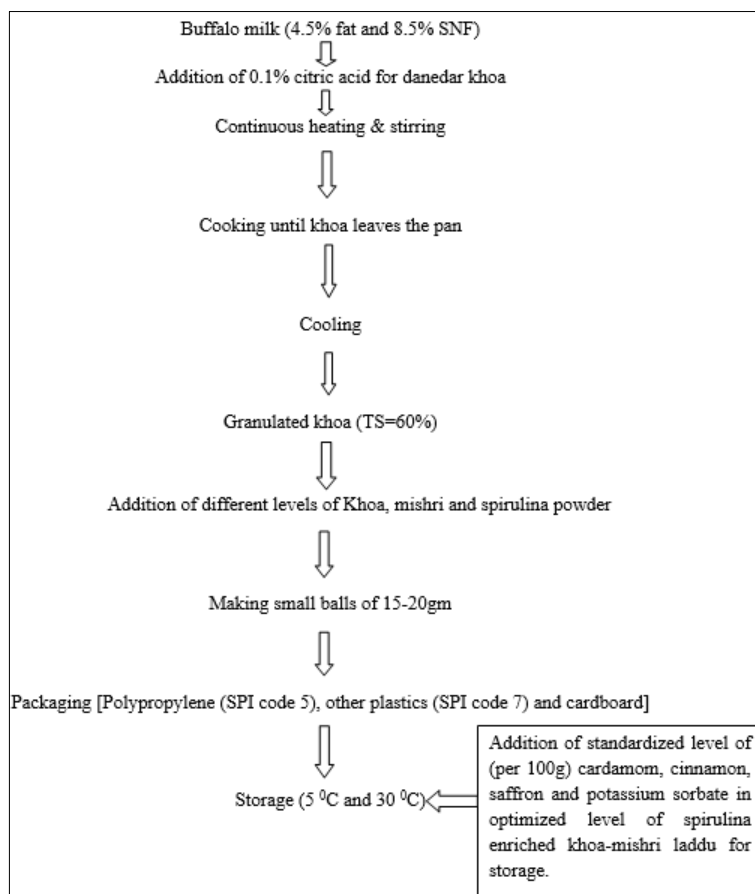 Buffalo milk (4.5% fat and 8.5% SNF)
Addition of 0.1% citric acid for danedar khoa
Continuous heating & stirring
Cooking until khoa leaves the pan
Cooling
Granulated khoa (TS=60%)
Addition of different levels of Khoa, mishri and spirulina powder
Making small balls of 15-20gm
Packaging [Polypropylene (SPI code 5), other plastics (SPI code 7) and cardboard]
Storage (5 ⁰C and 30 ⁰C)
Addition of standardized level of
(per 100g) cardamom, cinnamon,
saffron and potassium sorbate in
optimized level of spirulina
enriched khoa-mishri laddu for
storage.